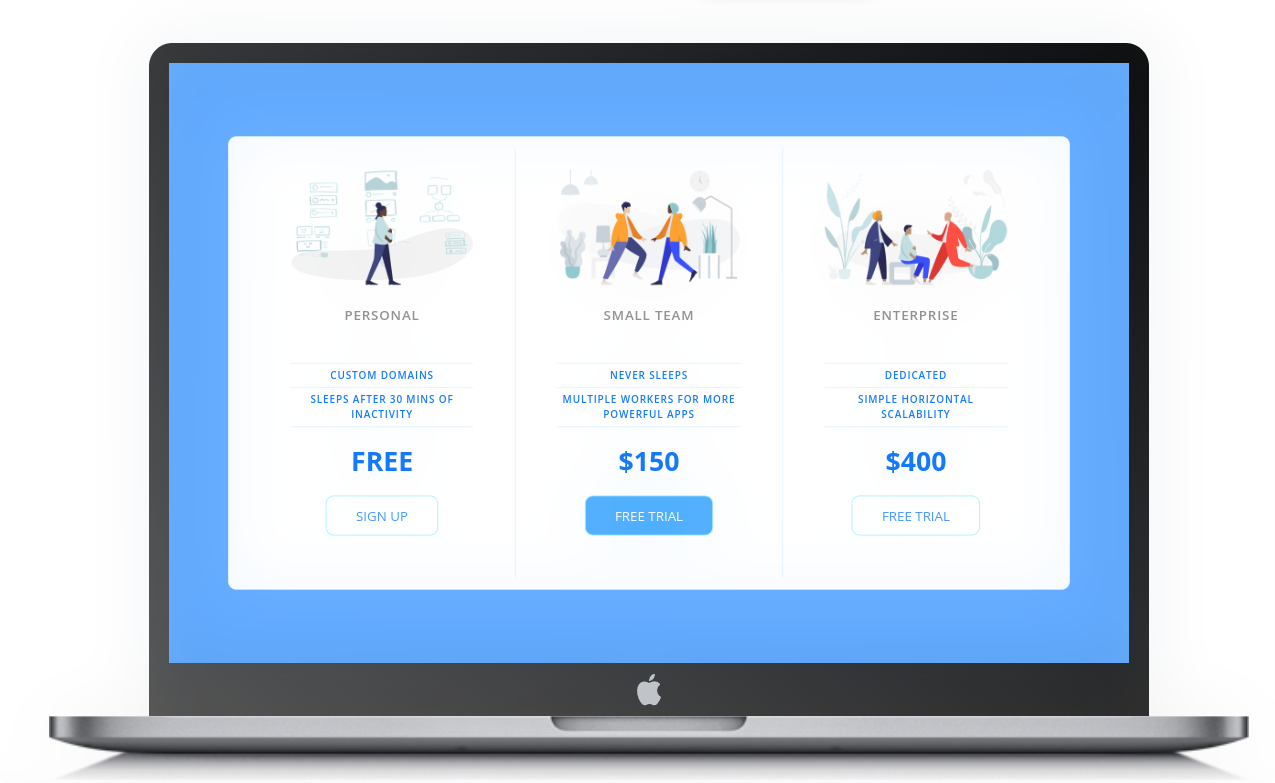 PERSONAL
CUSTOM DOMAINS
SLEEPS AFTER 30 MINS OF
INACTIVITY
FREE
SIGN UP
SMALL TEAM
NEVER SLEEPS
MULTIPLE WORKERS FOR MORE
POWERFUL APPS
$150
FREE TRIAL
ENTERPRISE
DEDICATED
SIMPLE HORIZONTAL
SCALABILITY
$400
FREE TRIAL